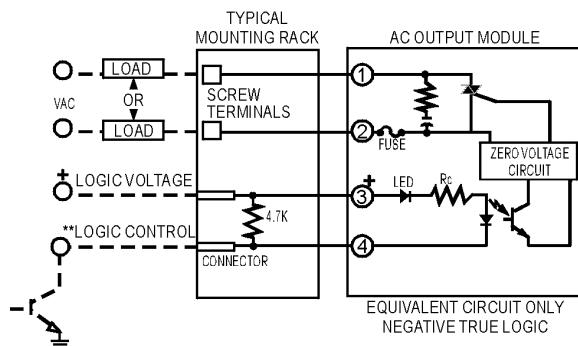 TYPICAL
MOUNTING RACK
AC OUTPUT MODULE
LOAD
OR
LOAD
VAC
SCREW
TERMINALS
1
2
FUSE
ZERO VOLTAGE
CIRCUIT
+
LOGIC VOLTAGE
3
+
LED
Rc
4.7K
**LOGIC CONTROL
CONNECTOR
4
EQUIVALENT CIRCUIT ONLY
NEGATIVE TRUE LOGIC